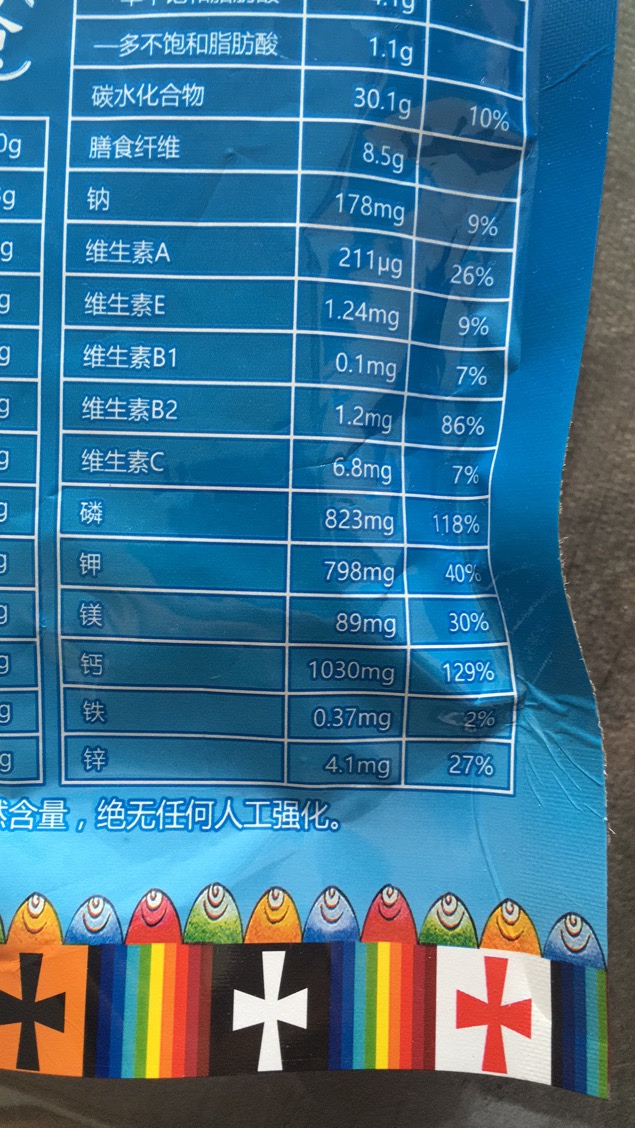 —多不饱和脂肪酸 1.1g
碳水化合物 30.1g 10%
膳食纤维 8.5g
钠 178mg 9%
维生素A 211μg 26%
维生素E 1.24mg 9%
维生素B1 0.1mg 7%
维生素B2 1.2mg 86%
维生素C 6.8mg 7%
磷 823mg 118%
钾 798mg 40%
镁 89mg 30%
钙 1030mg 129%
铁 0.37mg 2%
锌 4.1mg 27%
含量，绝无任何人工强化。